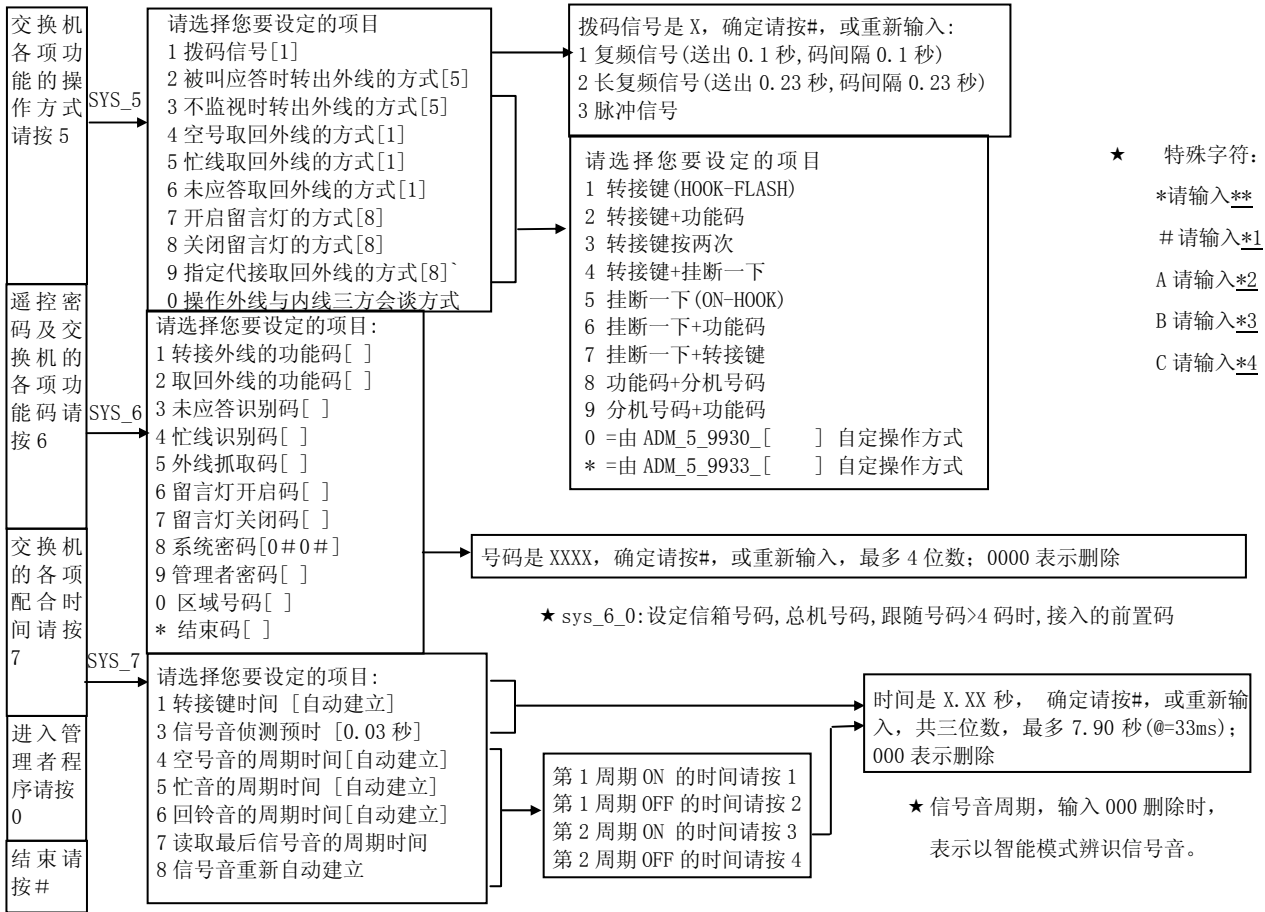 交换机
各项功
能的操
作方式
请按5
SYS_5
请选择您要设定的项目
1 拨码信号[1]
2 被叫应答时转出外线的方式[5]
3 不监视时转出外线的方式[5]
4 空号取回外线的方式[1]
5 忙线取回外线的方式[1]
6 未应答取回外线的方式[1]
7 开启留言灯的方式[8]
8 关闭留言灯的方式[8]
9 指定代接取回外线的方式[8]`
0 操作外线与内线三方会谈方式
拨码信号是 X，确定请按#，或重新输入:
1 复频信号(送出 0.1 秒,码间隔 0.1 秒)
2 长复频信号(送出 0.23 秒,码间隔 0.23 秒)
3 脉冲信号
请选择您要设定的项目
1 转接键(HOOK-FLASH)
2 转接键+功能码
3 转接键按两次
4 转接键+挂断一下
5 挂断一下(ON-HOOK)
6 挂断一下+功能码
7 挂断一下+转接键
8 功能码+分机号码
9 分机号码+功能码
0 =由 ADM_5_9930_[ ] 自定操作方式
* =由 ADM_5_9933_[ ] 自定操作方式
★ 特殊字符：
*请输入**
＃请输入*1
A 请输入*2
B 请输入*3
C 请输入*4
遥控密
码及交
换机的
各项功
能码请
按6
SYS_6
请选择您要设定的项目:
1 转接外线的功能码[ ]
2 取回外线的功能码[ ]
3 未应答识别码[ ]
4 忙线识别码[ ]
5 外线抓取码[ ]
6 留言灯开启码[ ]
7 留言灯关闭码[ ]
8 系统密码[0＃0＃]
9 管理者密码[ ]
0 区域号码[ ]
* 结束码[ ]
号码是 XXXX，确定请按#，或重新输入，最多 4 位数；0000 表示删除
★ sys_6_0:设定信箱号码,总机号码,跟随号码>4 码时,接入的前置码
交换机
的各项
配合时
间请按
7
SYS_7
请选择您要设定的项目:
1 转接键时间 [自动建立]
3 信号音侦测预时 [0.03 秒]
4 空号音的周期时间[自动建立]
5 忙音的周期时间 [自动建立]
6 回铃音的周期时间[自动建立]
7 读取最后信号音的周期时间
8 信号音重新自动建立
第 1 周期 ON 的时间请按 1
第 1 周期 OFF 的时间请按 2
第 2 周期 ON 的时间请按 3
第 2 周期 OFF 的时间请按 4
时间是 X.XX 秒， 确定请按#，或重新输
入，共三位数，最多 7.90 秒(@=33ms)；
000 表示删除
★ 信号音周期，输入 000 删除时，
表示以智能模式辨识信号音。
进入管
理者程
序请按
0
结束请
按＃